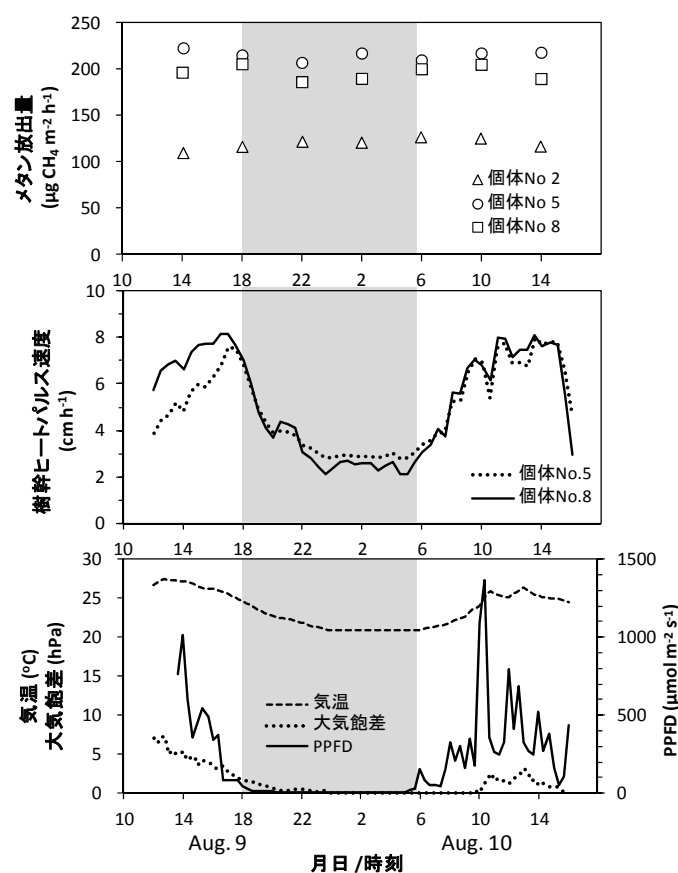 メタン放出量
(µg CH4 m-2 h-1)
250
200
150
100
50
0
個体No 2
個体No 5
個体No 8
10 14 18 22 2 6 10 14
樹幹ヒートパルス速度
(cm h-1)
10
8
6
4
2
0
個体No.5
個体No.8
10 14 18 22 2 6 10 14
気温 (oC)
大気飽差 (hPa)
30
25
20
15
10
5
0
気温
大気飽差
PPFD
1500
1000
500
0
PPFD (µmol m-2 s-1)
10 14 18 22 2 6 10 14
Aug. 9 Aug. 10
月日 /時刻